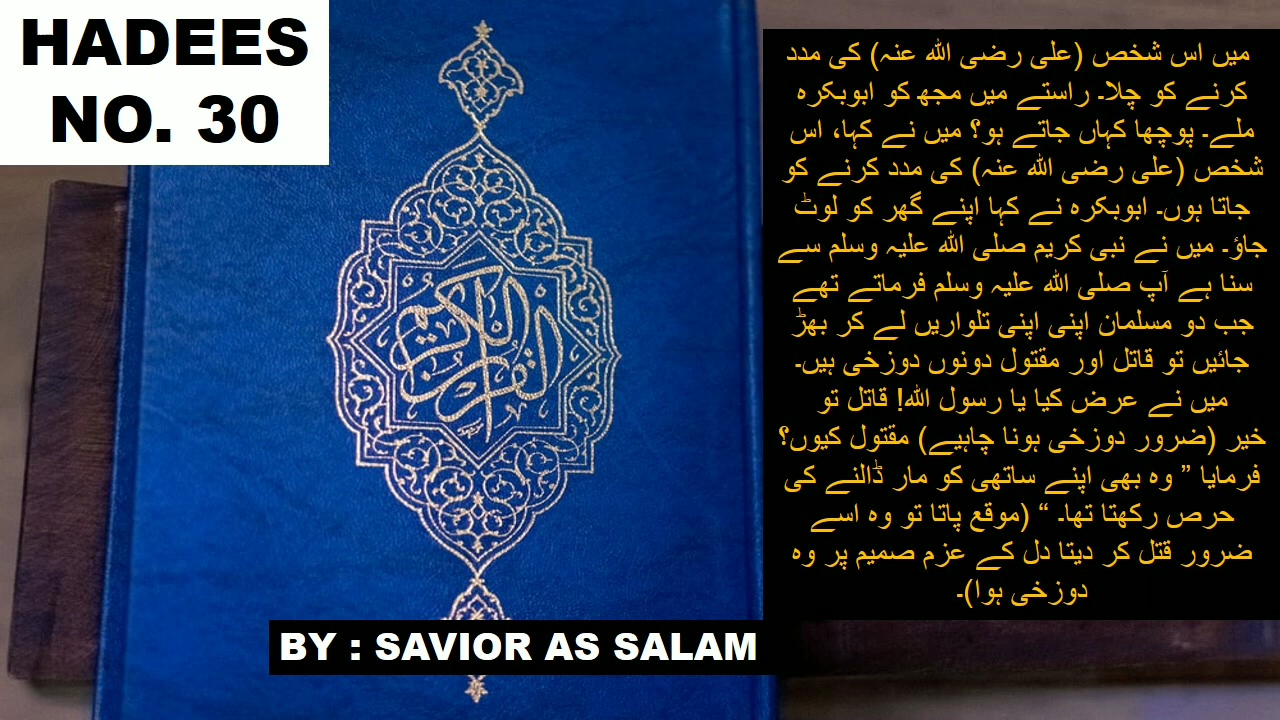 HADEES
NO. 30
میں اس شخص (علی رضی اللہ عنہ) کی مدد
کرنے کو چلا۔ راستے میں مجھ کو ابوبکرہ
ملے۔ پوچھا کہاں جاتے ہو؟ میں نے کہا، اس
شخص (علی رضی اللہ عنہ) کی مدد کرنے کو
جاتا ہوں۔ ابوبکرہ نے کہا اپنے گھر کو لوٹ
جاؤ۔ میں نے نبی کریم صلی اللہ علیہ وسلم سے
سنا ہے آپ صلی اللہ علیہ وسلم فرماتے تھے
جب دو مسلمان اپنی اپنی تلواریں لے کر بھڑ
جائیں تو قاتل اور مقتول دونوں دوزخی ہیں۔
میں نے عرض کیا یا رسول اللہ! قاتل تو
خیر (ضرور دوزخی ہونا چاہیے) مقتول کیوں؟
فرمایا ” وہ بھی اپنے ساتھی کو مار ڈالنے کی
حرص رکھتا تھا۔ “ (موقع پاتا تو وہ اسے
ضرور قتل کر دیتا دل کے عزم صمیم پر وہ
دوزخی ہوا)۔
القرآن الكريم
BY : SAVIOR AS SALAM